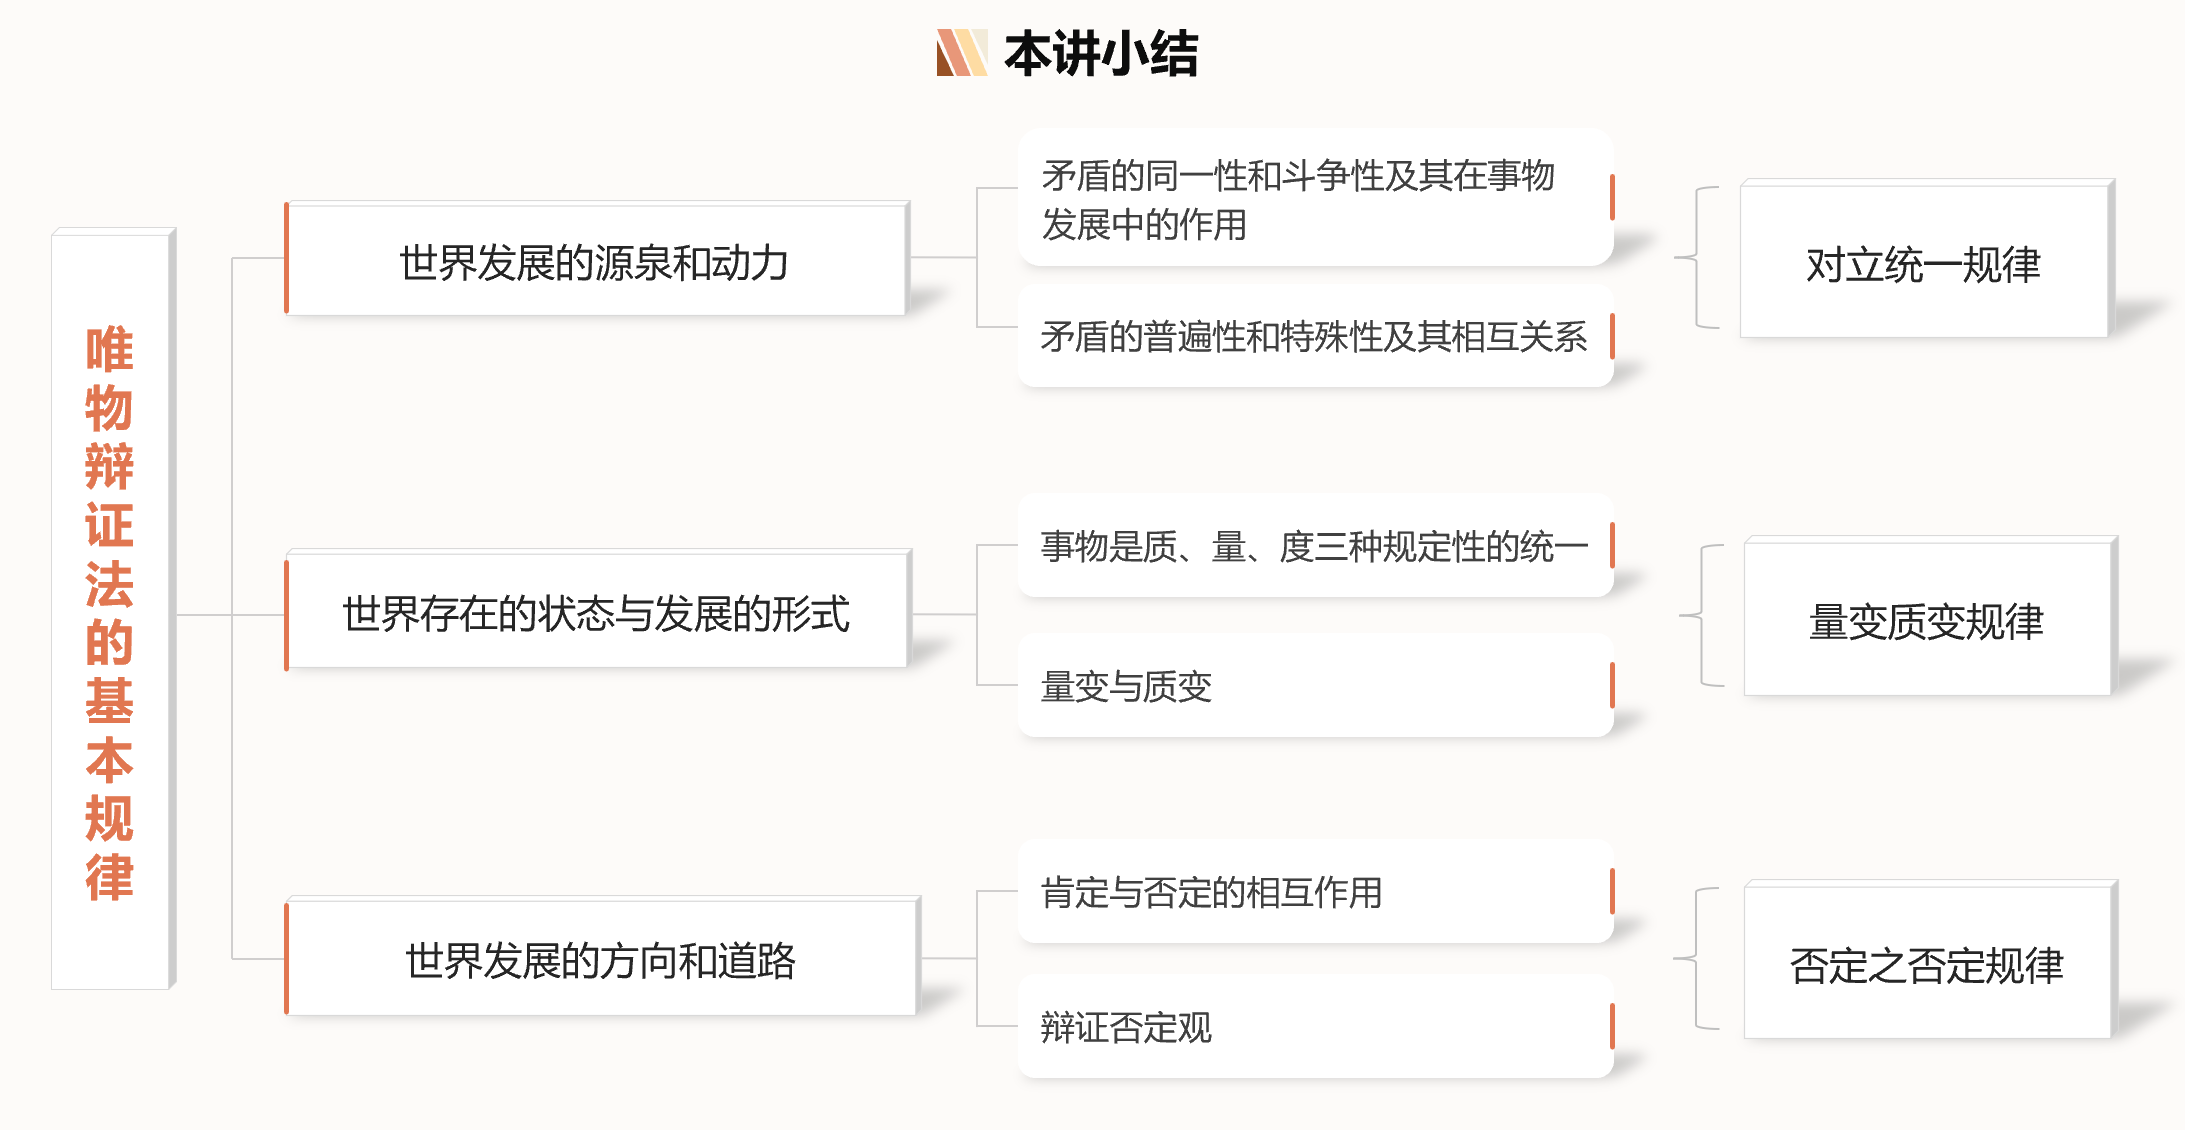 本讲小结
唯物辩证法的基本规律
世界发展的源泉和动力
矛盾的同一性和斗争性及其在事物
发展中的作用
矛盾的普遍性和特殊性及其相互关系
对立统一规律
世界存在的状态与发展的形式
事物是质、量、度三种规定性的统一
量变与质变
量变质变规律
世界发展的方向和道路
肯定与否定的相互作用
辩证否定观
否定之否定规律